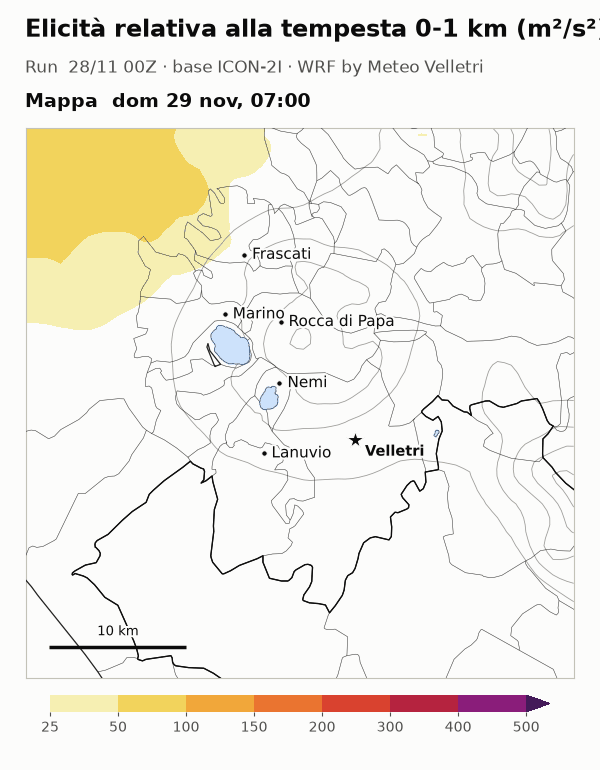 Elicità relativa alla tempesta 0-1 km (m²/s²)
Run  28/11 00Z · base ICON-2I · WRF by Meteo Velletri
Mappa  dom 29 nov, 07:00
Frascati
Marino
Rocca di Papa
Nemi
Lanuvio
Velletri
10 km
25 50 100 150 200 300 400 500